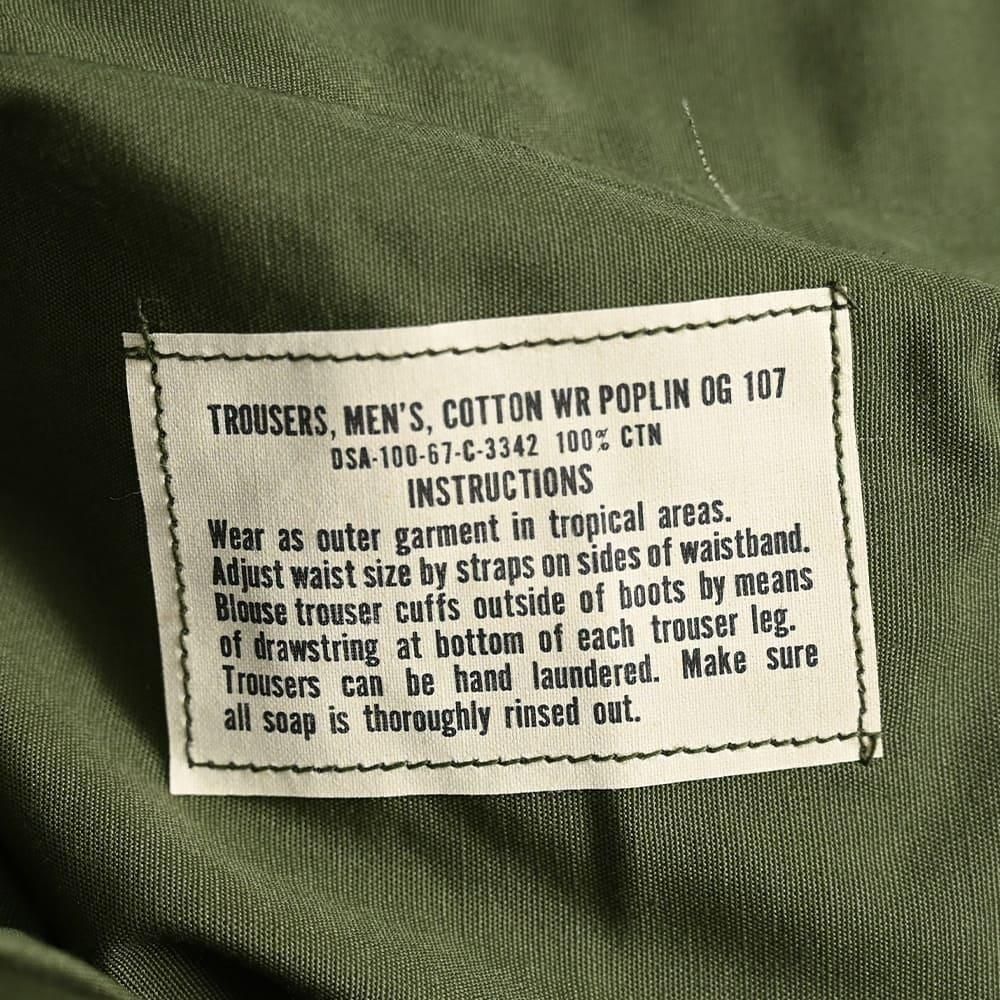 TROUSERS, MEN'S, COTTON WR POPLIN OG 107
DSA-100-67-C-3342 100% CTN
INSTRUCTIONS
Wear as outer garment in tropical areas.
Adjust waist size by straps on sides of waistband.
Blouse trouser cuffs outside of boots by means
of drawstring at bottom of each trouser leg.
Trousers can be hand laundered. Make sure
all soap is thoroughly rinsed out.